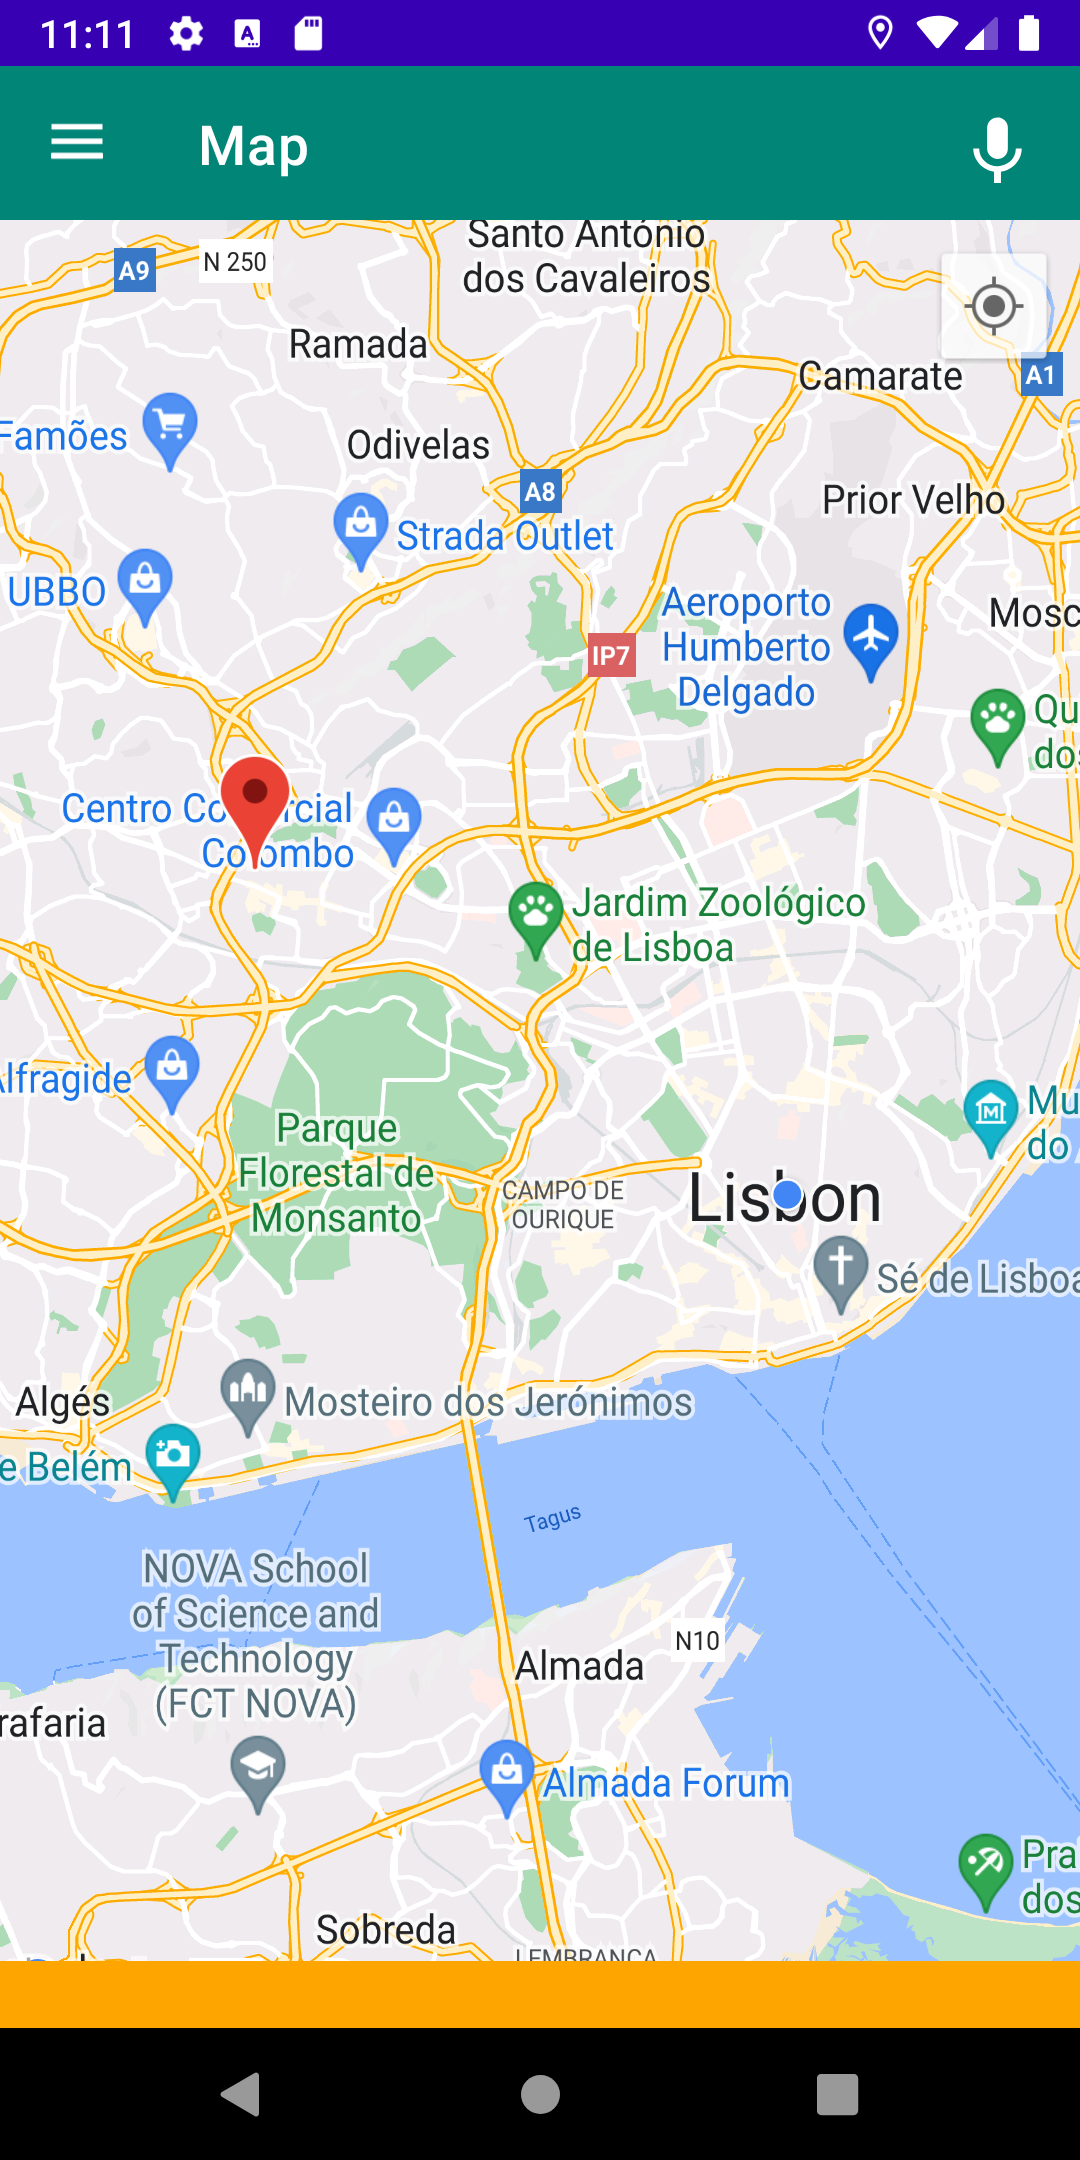 11:11
Map
Santo António
dos Cavaleiros
A9
N 250
Ramada
Camarate
A1
Famões
Odivelas
A8
Prior Velho
Strada Outlet
UBBO
Aeroporto
Humberto
Delgado
Mosc
IP7
Qu
dos
Centro Co rcial
Co ombo
Jardim Zoológico
de Lisboa
Alfragide
Mu
do
Parque
Florestal de
Monsanto
CAMPO DE
OURIQUE
Lisbon
Sé de Lisboa
Algés
Mosteiro dos Jerónimos
e Belém
Tagus
NOVA School
of Science and
Technology
(FCT NOVA)
N10
Almada
rafaria
Almada Forum
Pra
dos
Sobreda
LEMBRANÇA